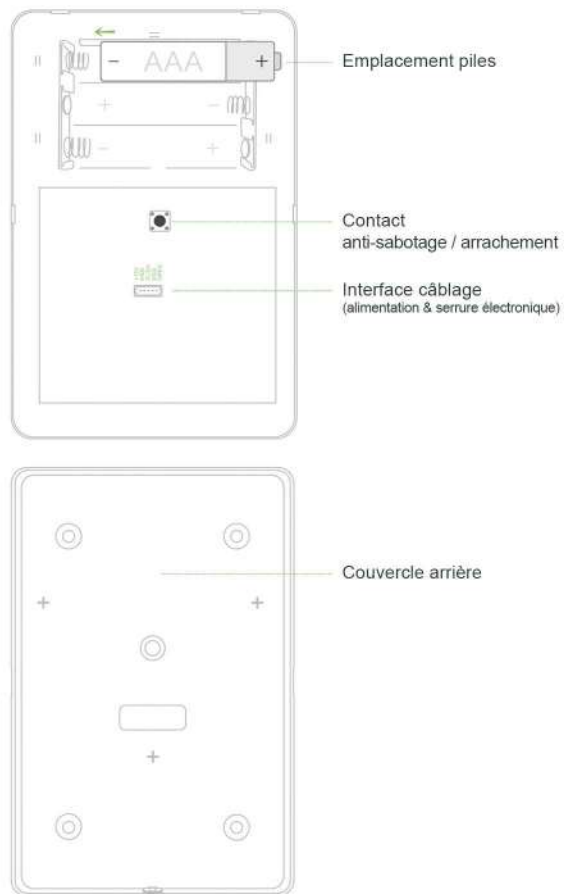 Emplacement piles
- AAA +
+ -
- +
Contact
anti-sabotage / arrachement
Interface câblage
(alimentation & serrure électronique)
Couvercle arrière